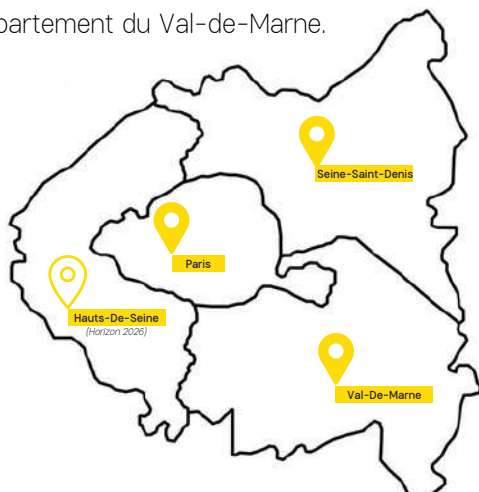 partement du Val-de-Marne.
Seine-Saint-Denis
Paris
Hauts-De-Seine
(Horizon 2026)
Val-De-Marne